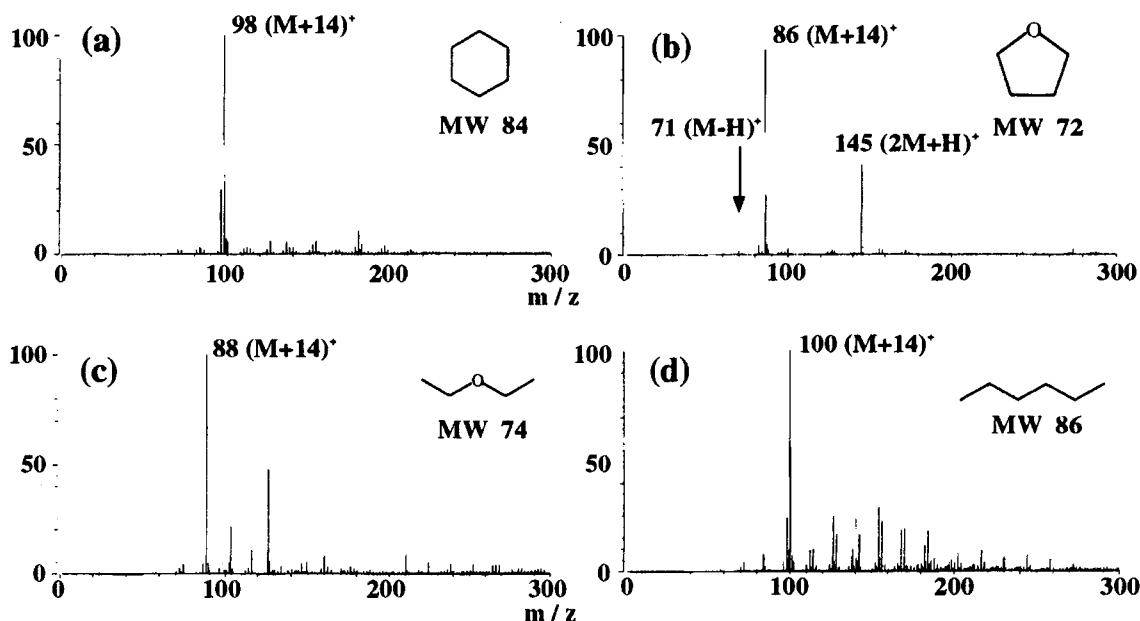 (a)
98 (M+14)⁺
MW 84
100
50
0
0 100 200 300
m / z
(b)
86 (M+14)⁺
O
MW 72
71 (M-H)⁺
145 (2M+H)⁺
100
50
0
0 100 200 300
(c)
88 (M+14)⁺
O
MW 74
100
50
0
0 100 200 300
m / z
(d)
100 (M+14)⁺
MW 86
100
50
0
0 100 200 300